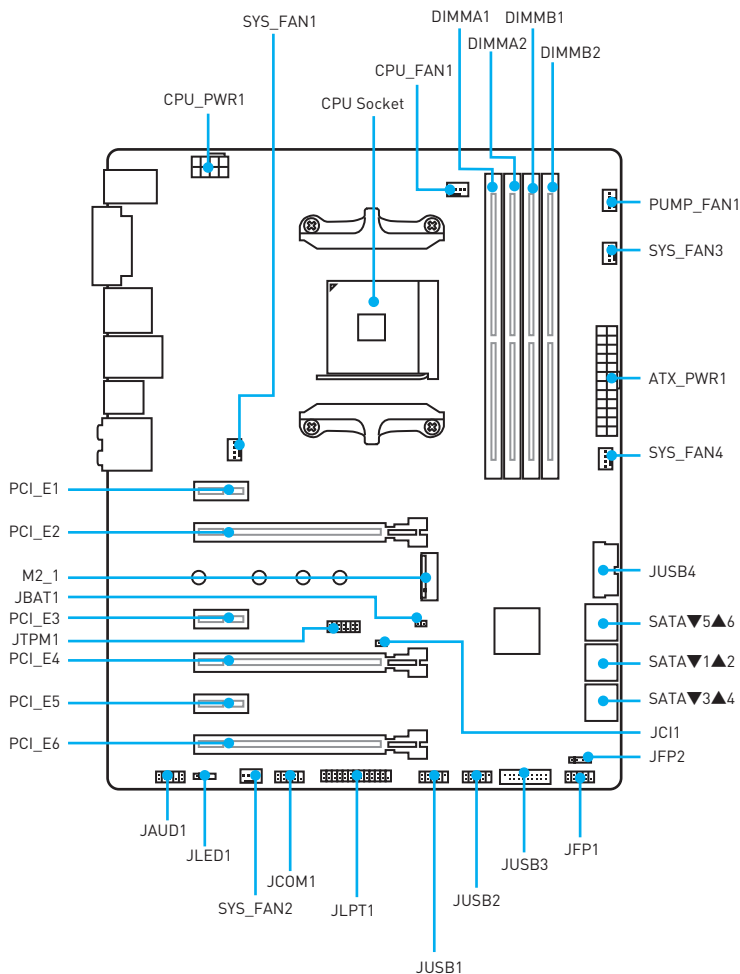 SYS_FAN1
DIMMA1
DIMMB1
DIMMA2
DIMMB2
CPU_FAN1
CPU_PWR1
CPU Socket
PUMP_FAN1
SYS_FAN3
ATX_PWR1
SYS_FAN4
PCI_E1
PCI_E2
M2_1
JUSB4
JBAT1
PCI_E3
SATA▼5▲6
JTPM1
PCI_E4
SATA▼1▲2
PCI_E5
SATA▼3▲4
JCI1
PCI_E6
JFP2
JAUD1
JLED1
JCOM1
SYS_FAN2
JLPT1
JUSB1
JUSB2
JUSB3
JFP1